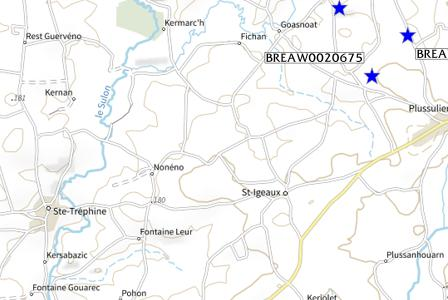 Kermarc'h
Goasnoat
Rest Guervéno
Fichan
BREAW0020675
BREA
Kernan
.181
le Sulon
Plussulien
Nonéno
St-Igeaux
.180
Ste-Tréphine
Fontaine Leur
Kersabazic
Plussanhouarn
Fontaine Gouarec
Pohon
Keriolet